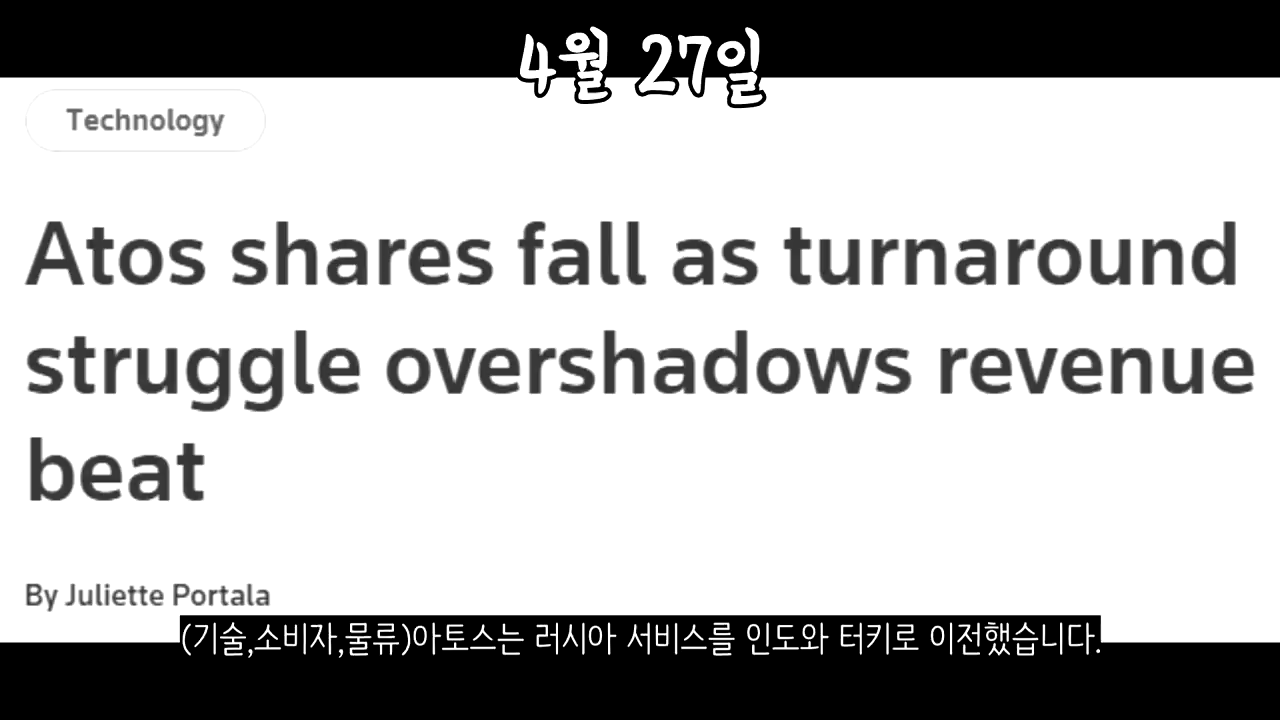 4월 27일
Technology
Atos shares fall as turnaround
struggle overshadows revenue
beat
By Juliette Portala
(기술,소비자,물류)아토스는 러시아 서비스를 인도와 터키로 이전했습니다.